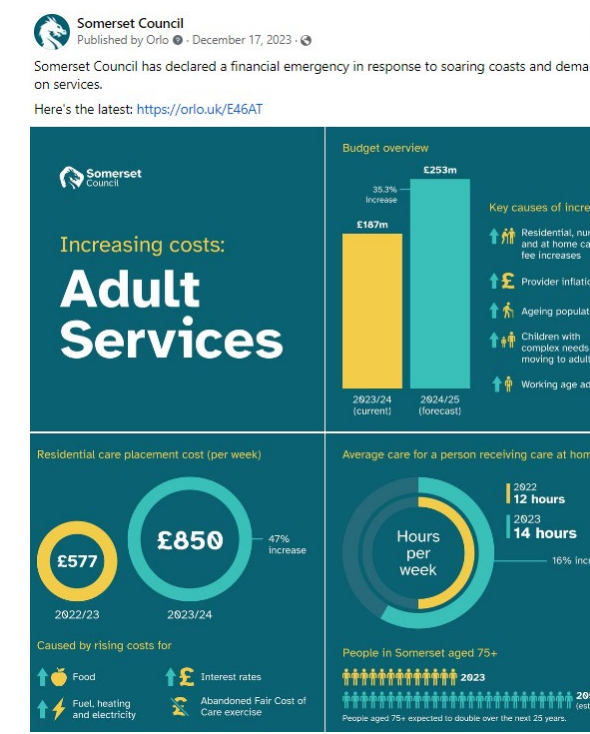 Somerset Council
Published by Orlo · December 17, 2023 ·
Somerset Council has declared a financial emergency in response to soaring coasts and dema
on services.
Here's the latest: https://orlo.uk/E46AT
Somerset
Council
Increasing costs:
Adult
Services
Budget overview
£253m
35.3%
Increase
£187m
2023/24
(current)
2024/25
(forecast)
Key causes of incre
Residential, nur
and at home ca
fee increases
Provider inflatio
Ageing populat
Children with
complex needs
moving to adul
Working age ad
Residential care placement cost (per week)
£577
£850
47%
increase
2022/23
2023/24
Caused by rising costs for
Food
Interest rates
Fuel, heating
and electricity
Abandoned Fair Cost of
Care exercise
Average care for a person receiving care at hom
Hours
per
week
2022
12 hours
2023
14 hours
16% incr
People in Somerset aged 75+
2023
(est
People aged 75+ expected to double over the next 25 years.